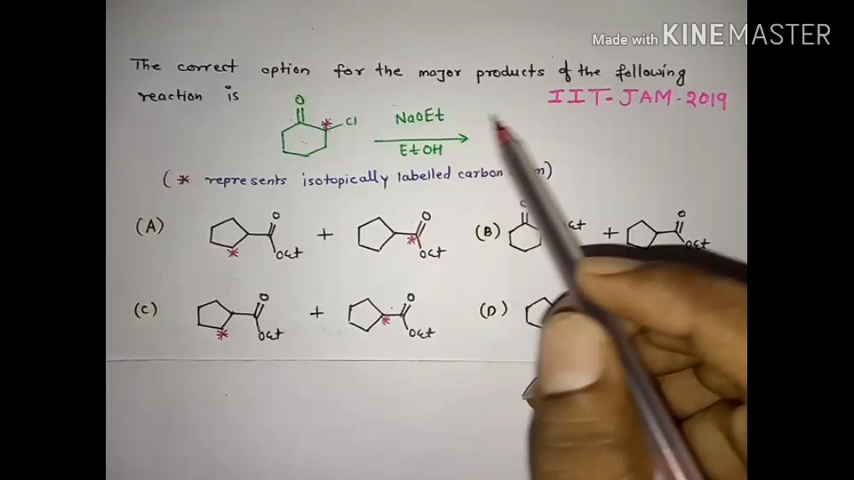 Made with KINEMASTER
The correct option for the major products of the following
reaction is
IIT-JAM-2019
O
* Cl
NaOEt
EtOH
(* represents isotopically labelled carbon
(A)
O
*
OEt
+
O
*
OEt
(B)
+
O
OEt
(C)
O
*
OEt
+
O
*
OEt
(D)